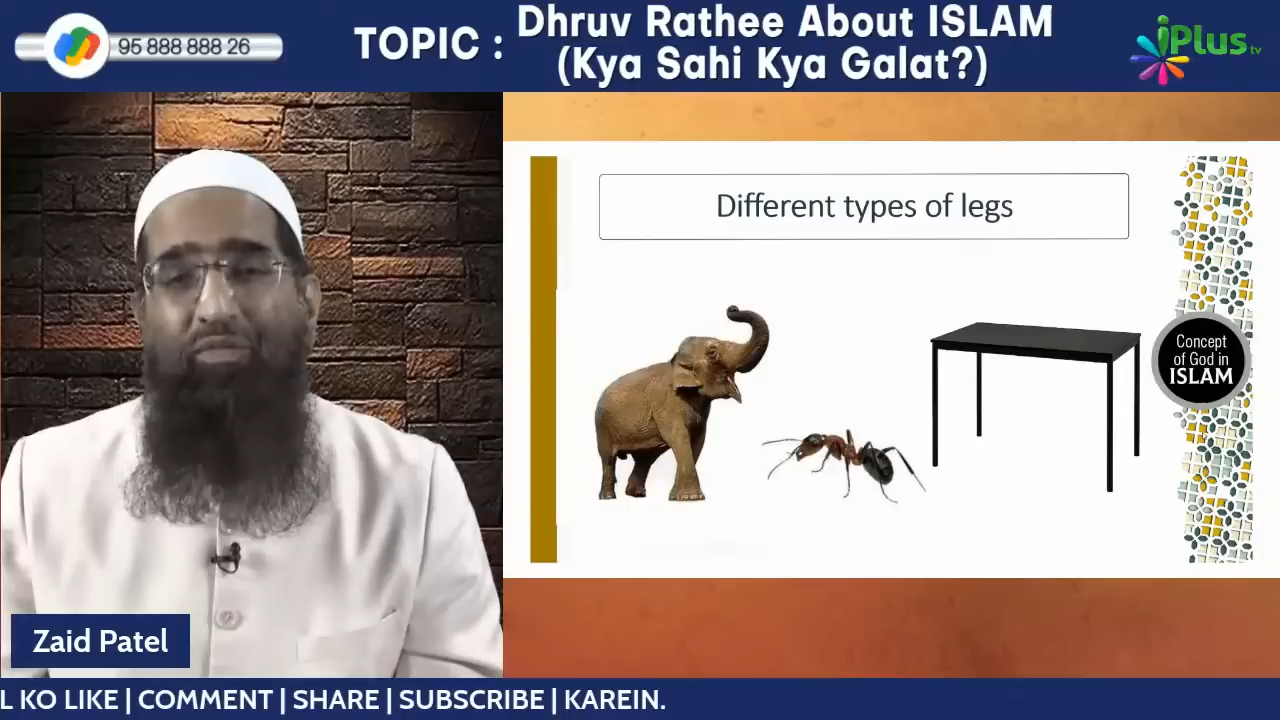 95 888 888 26
TOPIC :
Dhruv Rathee About ISLAM
(Kya Sahi Kya Galat?)
iPlus tv
Different types of legs
Concept
of God in
ISLAM
Zaid Patel
L KO LIKE | COMMENT | SHARE | SUBSCRIBE | KAREIN.